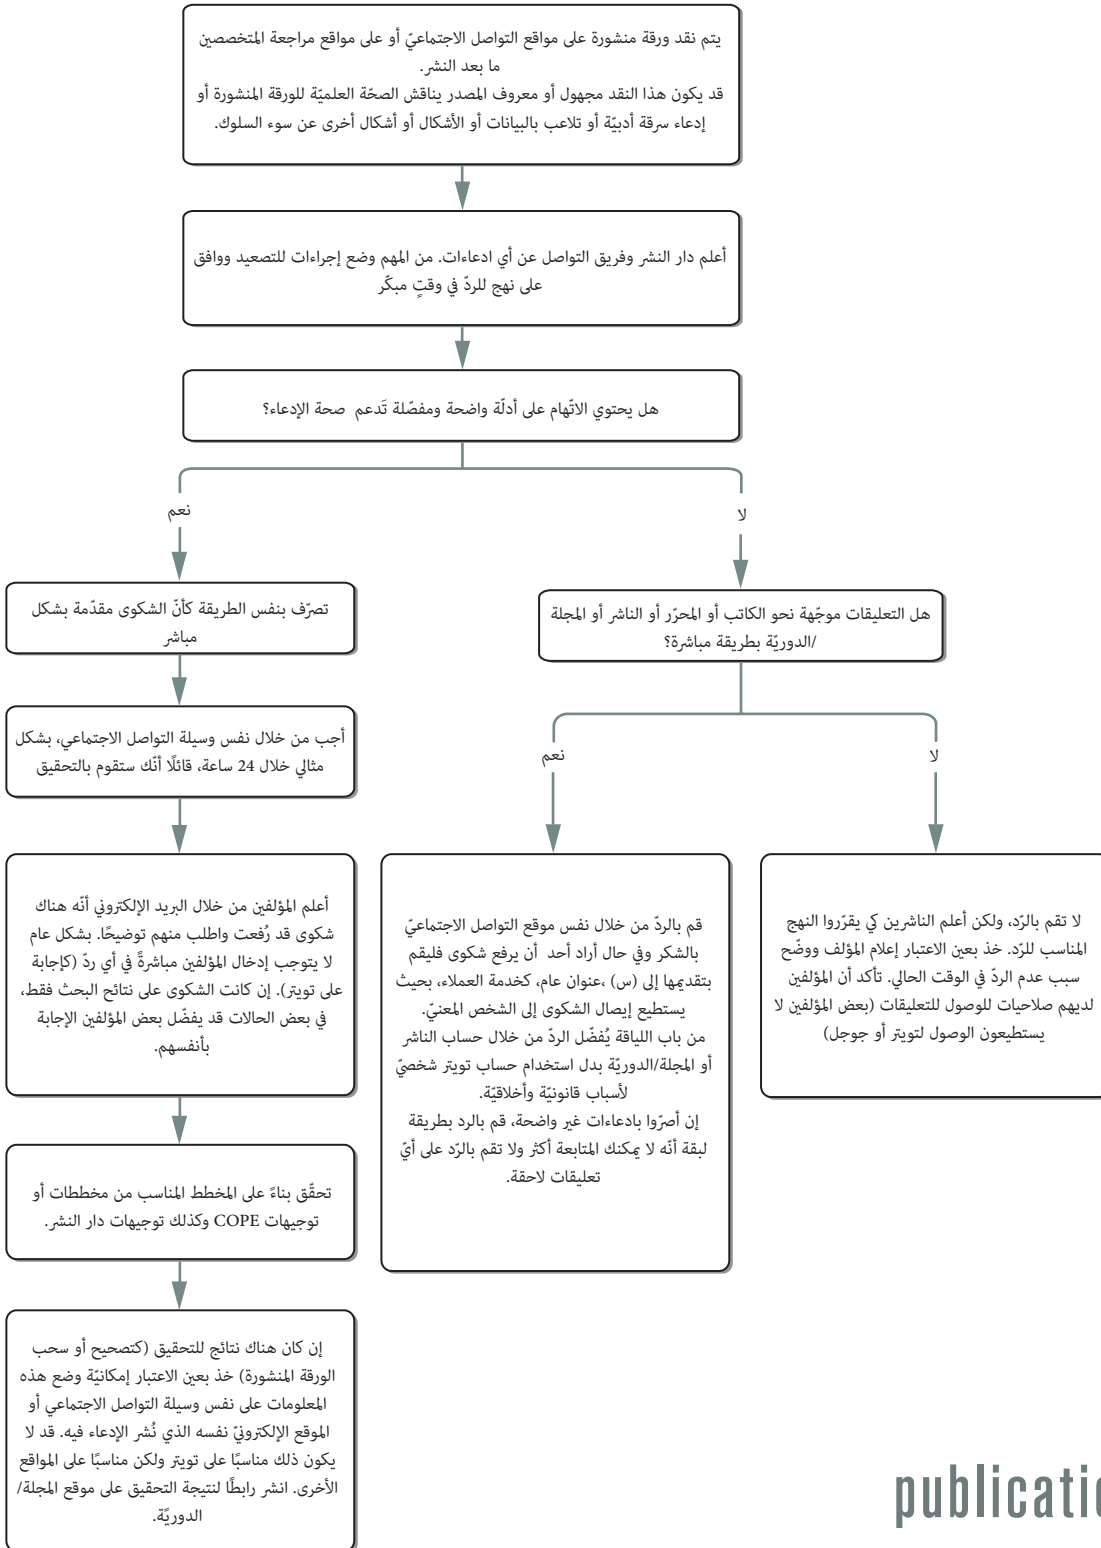 يتم نقد ورقة منشورة على مواقع التواصل الاجتماعيّ أو على مواقع مراجعة المتخصصين
ما بعد النشر.
قد يكون هذا النقد مجهول أو معروف المصدر يناقش الصحّة العلميّة للورقة المنشورة أو
إدعاء سرقة أدبيّة أو تلاعب بالبيانات أو الأشكال أو أشكال أخرى عن سوء السلوك.
أعلم دار النشر وفريق التواصل عن أي ادعاءات. من المهم وضع إجراءات للتصعيد ووافق
على نهج للردّ في وقتٍ مبكّر
هل يحتوي الاتّهام على أدلّة واضحة ومفصّلة تَدعم صحة الإدعاء؟
نعم
تصرّف بنفس الطريقة كأنّ الشكوى مقدّمة بشكل
مباشر
أجب من خلال نفس وسيلة التواصل الاجتماعي، بشكل
مثالي خلال 24 ساعة، قائلًا أنّك ستقوم بالتحقيق
أعلم المؤلفين من خلال البريد الإلكتروني أنّه هناك
شكوى قد رُفعت واطلب منهم توضيحًا. بشكل عام
لا يتوجب إدخال المؤلفين مباشرةً في أي ردّ (كإجابة
على تويتر). إن كانت الشكوى على نتائج البحث فقط،
في بعض الحالات قد يفضّل بعض المؤلفين الإجابة
بأنفسهم.
تحقّق بناءً على المخطط المناسب من مخططات أو
توجيهات COPE وكذلك توجيهات دار النشر.
إن كان هناك نتائج للتحقيق (كتصحيح أو سحب
الورقة المنشورة) خذ بعين الاعتبار إمكانيّة وضع هذه
المعلومات على نفس وسيلة التواصل الاجتماعي أو
الموقع الإلكترونيّ نفسه الذي نُشر الإدعاء فيه. قد لا
يكون ذلك مناسبًا على تويتر ولكن مناسبًا على المواقع
الأخرى. انشر رابطًا لنتيجة التحقيق على موقع المجلة/
الدوريّة.
لا
هل التعليقات موجّهة نحو الكاتب أو المحرّر أو الناشر أو المجلة
/الدوريّة بطريقة مباشرة؟
نعم
قم بالردّ من خلال نفس موقع التواصل الاجتماعيّ
بالشكر وفي حال أراد أحد أن يرفع شكوى فليقم
بتقديمها إلى (س) ،عنوان عام، كخدمة العملاء، بحيث
يستطيع إيصال الشكوى إلى الشخص المعنيّ.
من باب اللياقة يُفضّل الردّ من خلال حساب الناشر
أو المجلة/الدوريّة بدل استخدام حساب تويتر شخصيّ
لأسباب قانونيّة وأخلاقيّة.
إن أصرّوا بادعاءات غير واضحة، قم بالرد بطريقة
لبقة أنّه لا يمكنك المتابعة أكثر ولا تقم بالرّد على أيّ
تعليقات لاحقة.
لا
لا تقم بالرّد، ولكن أعلم الناشرين كي يقرّروا النهج
المناسب للرّد. خذ بعين الاعتبار إعلام المؤلف ووضّح
سبب عدم الردّ في الوقت الحالي. تأكد أن المؤلفين
لديهم صلاحيات للوصول للتعليقات (بعض المؤلفين لا
يستطيعون الوصول لتويتر أو جوجل)
publicatio